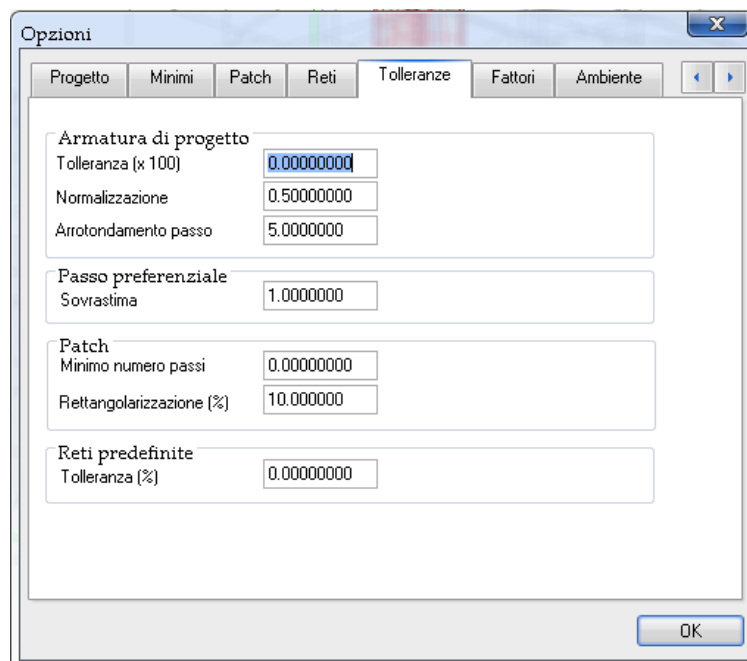 Opzioni
Progetto Minimi Patch Reti Tolleranze Fattori Ambiente
Armatura di progetto
Tolleranza (x 100) 0.00000000
Normalizzazione 0.50000000
Arrotondamento passo 5.0000000
Passo preferenziale
Sovrastima 1.0000000
Patch
Minimo numero passi 0.00000000
Rettangolarizzazione (%) 10.000000
Reti predefinite
Tolleranza (%) 0.00000000
OK